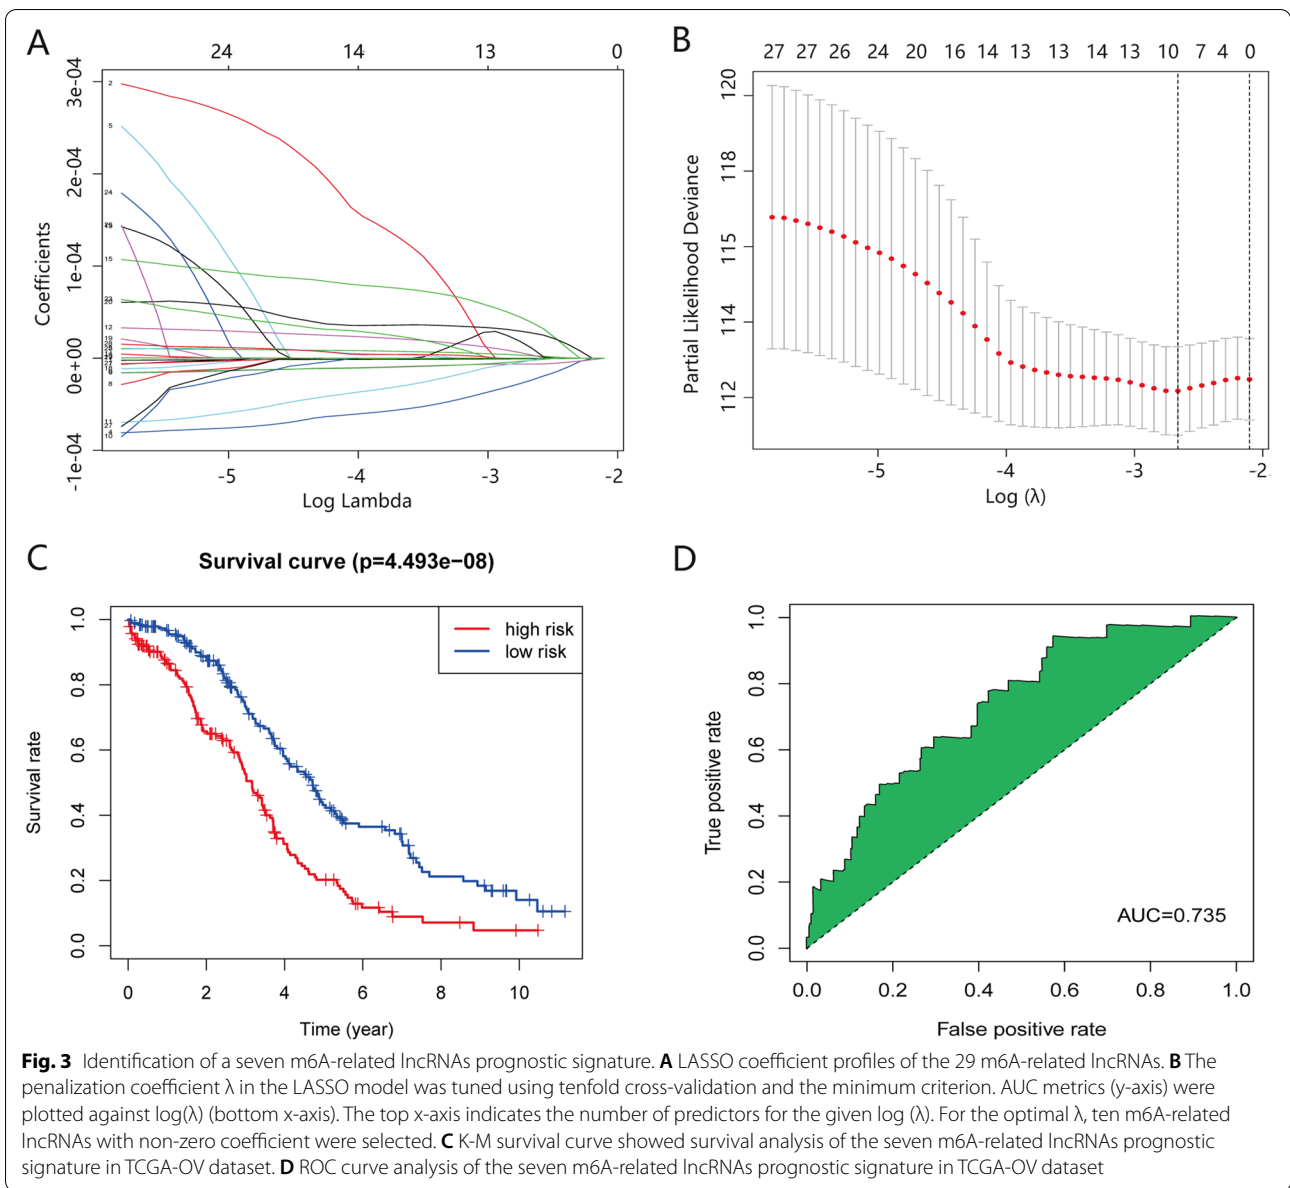 A
24 14 13 0
3e-04
2e-04
1e-04
0e+00
-1e-04
Coefficients
2
5
24
15
20
12
19
8
11
27
10
-5 -4 -3 -2
Log Lambda
B
27 27 26 24 20 16 14 13 13 14 13 10 7 4 0
120
118
115
114
112
Partial Likelihood Deviance
-5 -4 -3 -2
Log (λ)
C
Survival curve (p=4.493e−08)
high risk
low risk
1.0
0.8
0.6
0.4
0.2
0.0
Survival rate
0 2 4 6 8 10
Time (year)
D
1.0
0.8
0.6
0.4
0.2
0.0
True positive rate
AUC=0.735
0.0 0.2 0.4 0.6 0.8 1.0
False positive rate
Fig. 3 Identification of a seven m6A-related lncRNAs prognostic signature. A LASSO coefficient profiles of the 29 m6A-related lncRNAs. B The
penalization coefficient λ in the LASSO model was tuned using tenfold cross-validation and the minimum criterion. AUC metrics (y-axis) were
plotted against log(λ) (bottom x-axis). The top x-axis indicates the number of predictors for the given log (λ). For the optimal λ, ten m6A-related
lncRNAs with non-zero coefficient were selected. C K-M survival curve showed survival analysis of the seven m6A-related lncRNAs prognostic
signature in TCGA-OV dataset. D ROC curve analysis of the seven m6A-related lncRNAs prognostic signature in TCGA-OV dataset